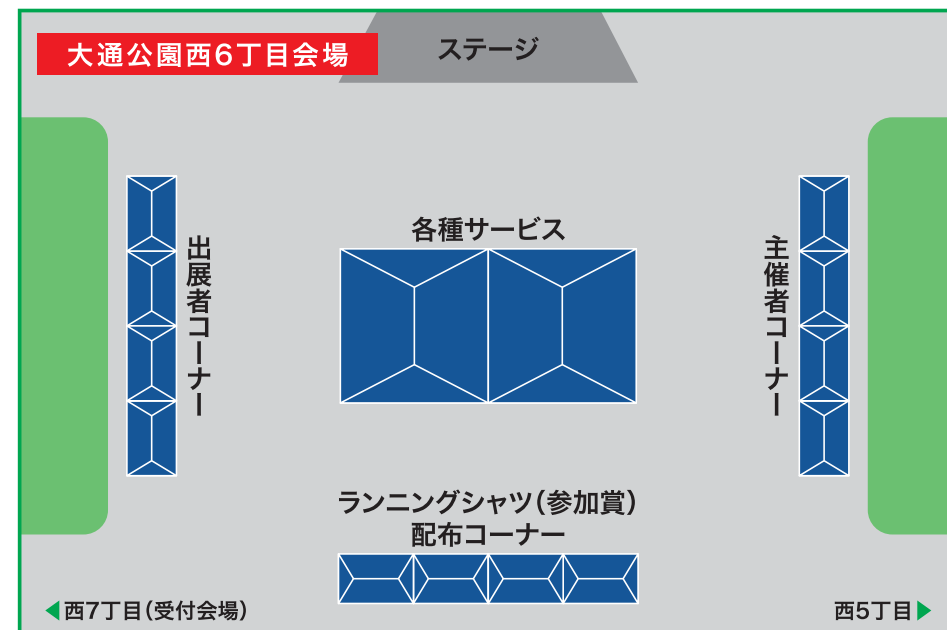 大通公園西6丁目会場
ステージ
各種サービス
出展者コーナー
主催者コーナー
ランニングシャツ(参加賞)
配布コーナー
西7丁目(受付会場)
西5丁目